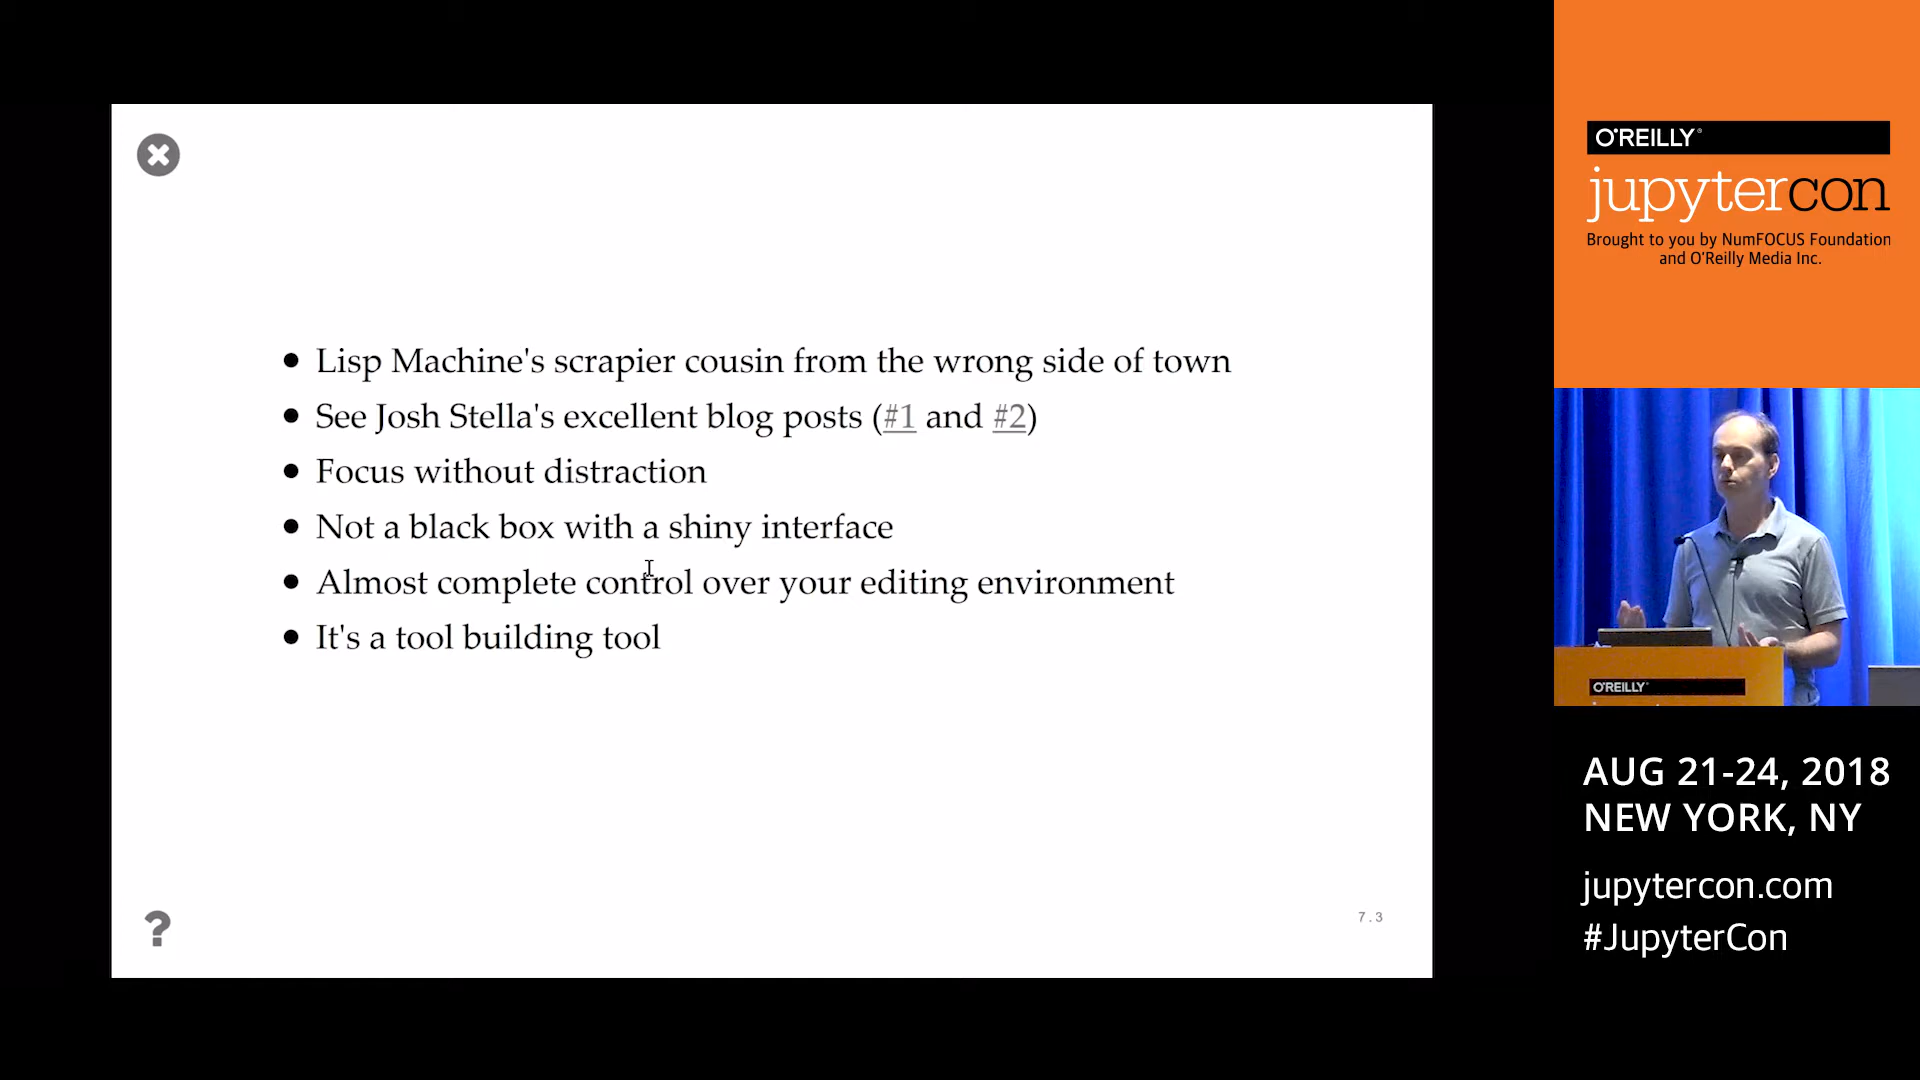 • Lisp Machine's scrapier cousin from the wrong side of town
• See Josh Stella's excellent blog posts (#1 and #2)
• Focus without distraction
• Not a black box with a shiny interface
• Almost complete control over your editing environment
• It's a tool building tool
?
7.3
O'REILLY®
jupytercon
Brought to you by NumFOCUS Foundation
and O'Reilly Media Inc.
O'REILLY®
AUG 21-24, 2018
NEW YORK, NY
jupytercon.com
#JupyterCon